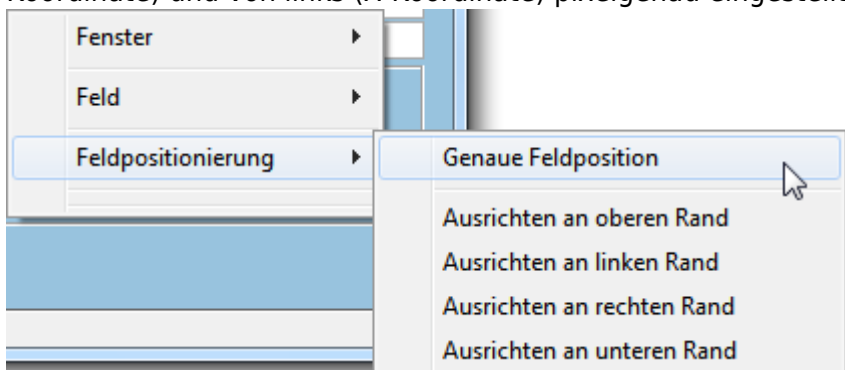 Koordinate) und von links (X-Koordinate) pixelgenau eingestellt
Fenster
Feld
Feldpositionierung
Genaue Feldposition
Ausrichten an oberen Rand
Ausrichten an linken Rand
Ausrichten an rechten Rand
Ausrichten an unteren Rand